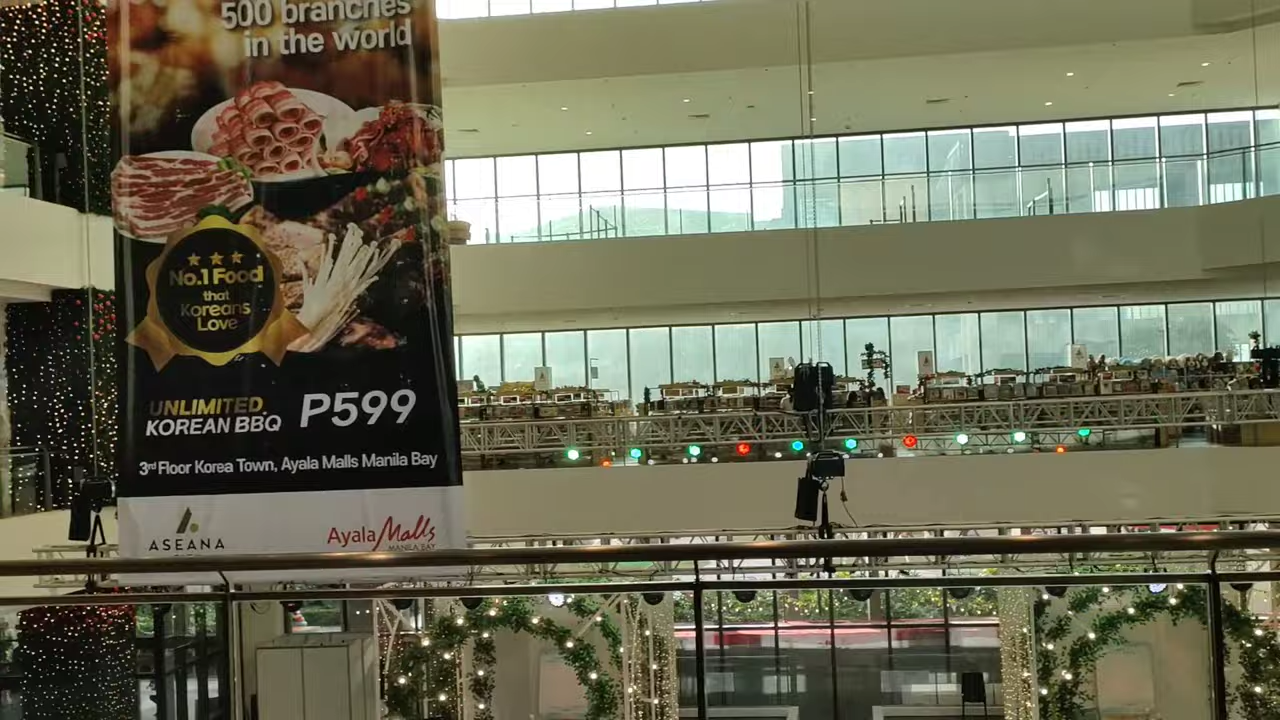 500 branches
in the world
No.1 Food
that
Koreans
Love
UNLIMITED
KOREAN BBQ
P599
3rd Floor Korea Town, Ayala Malls Manila Bay
ASEANA
Ayala Malls
MANILA BAY